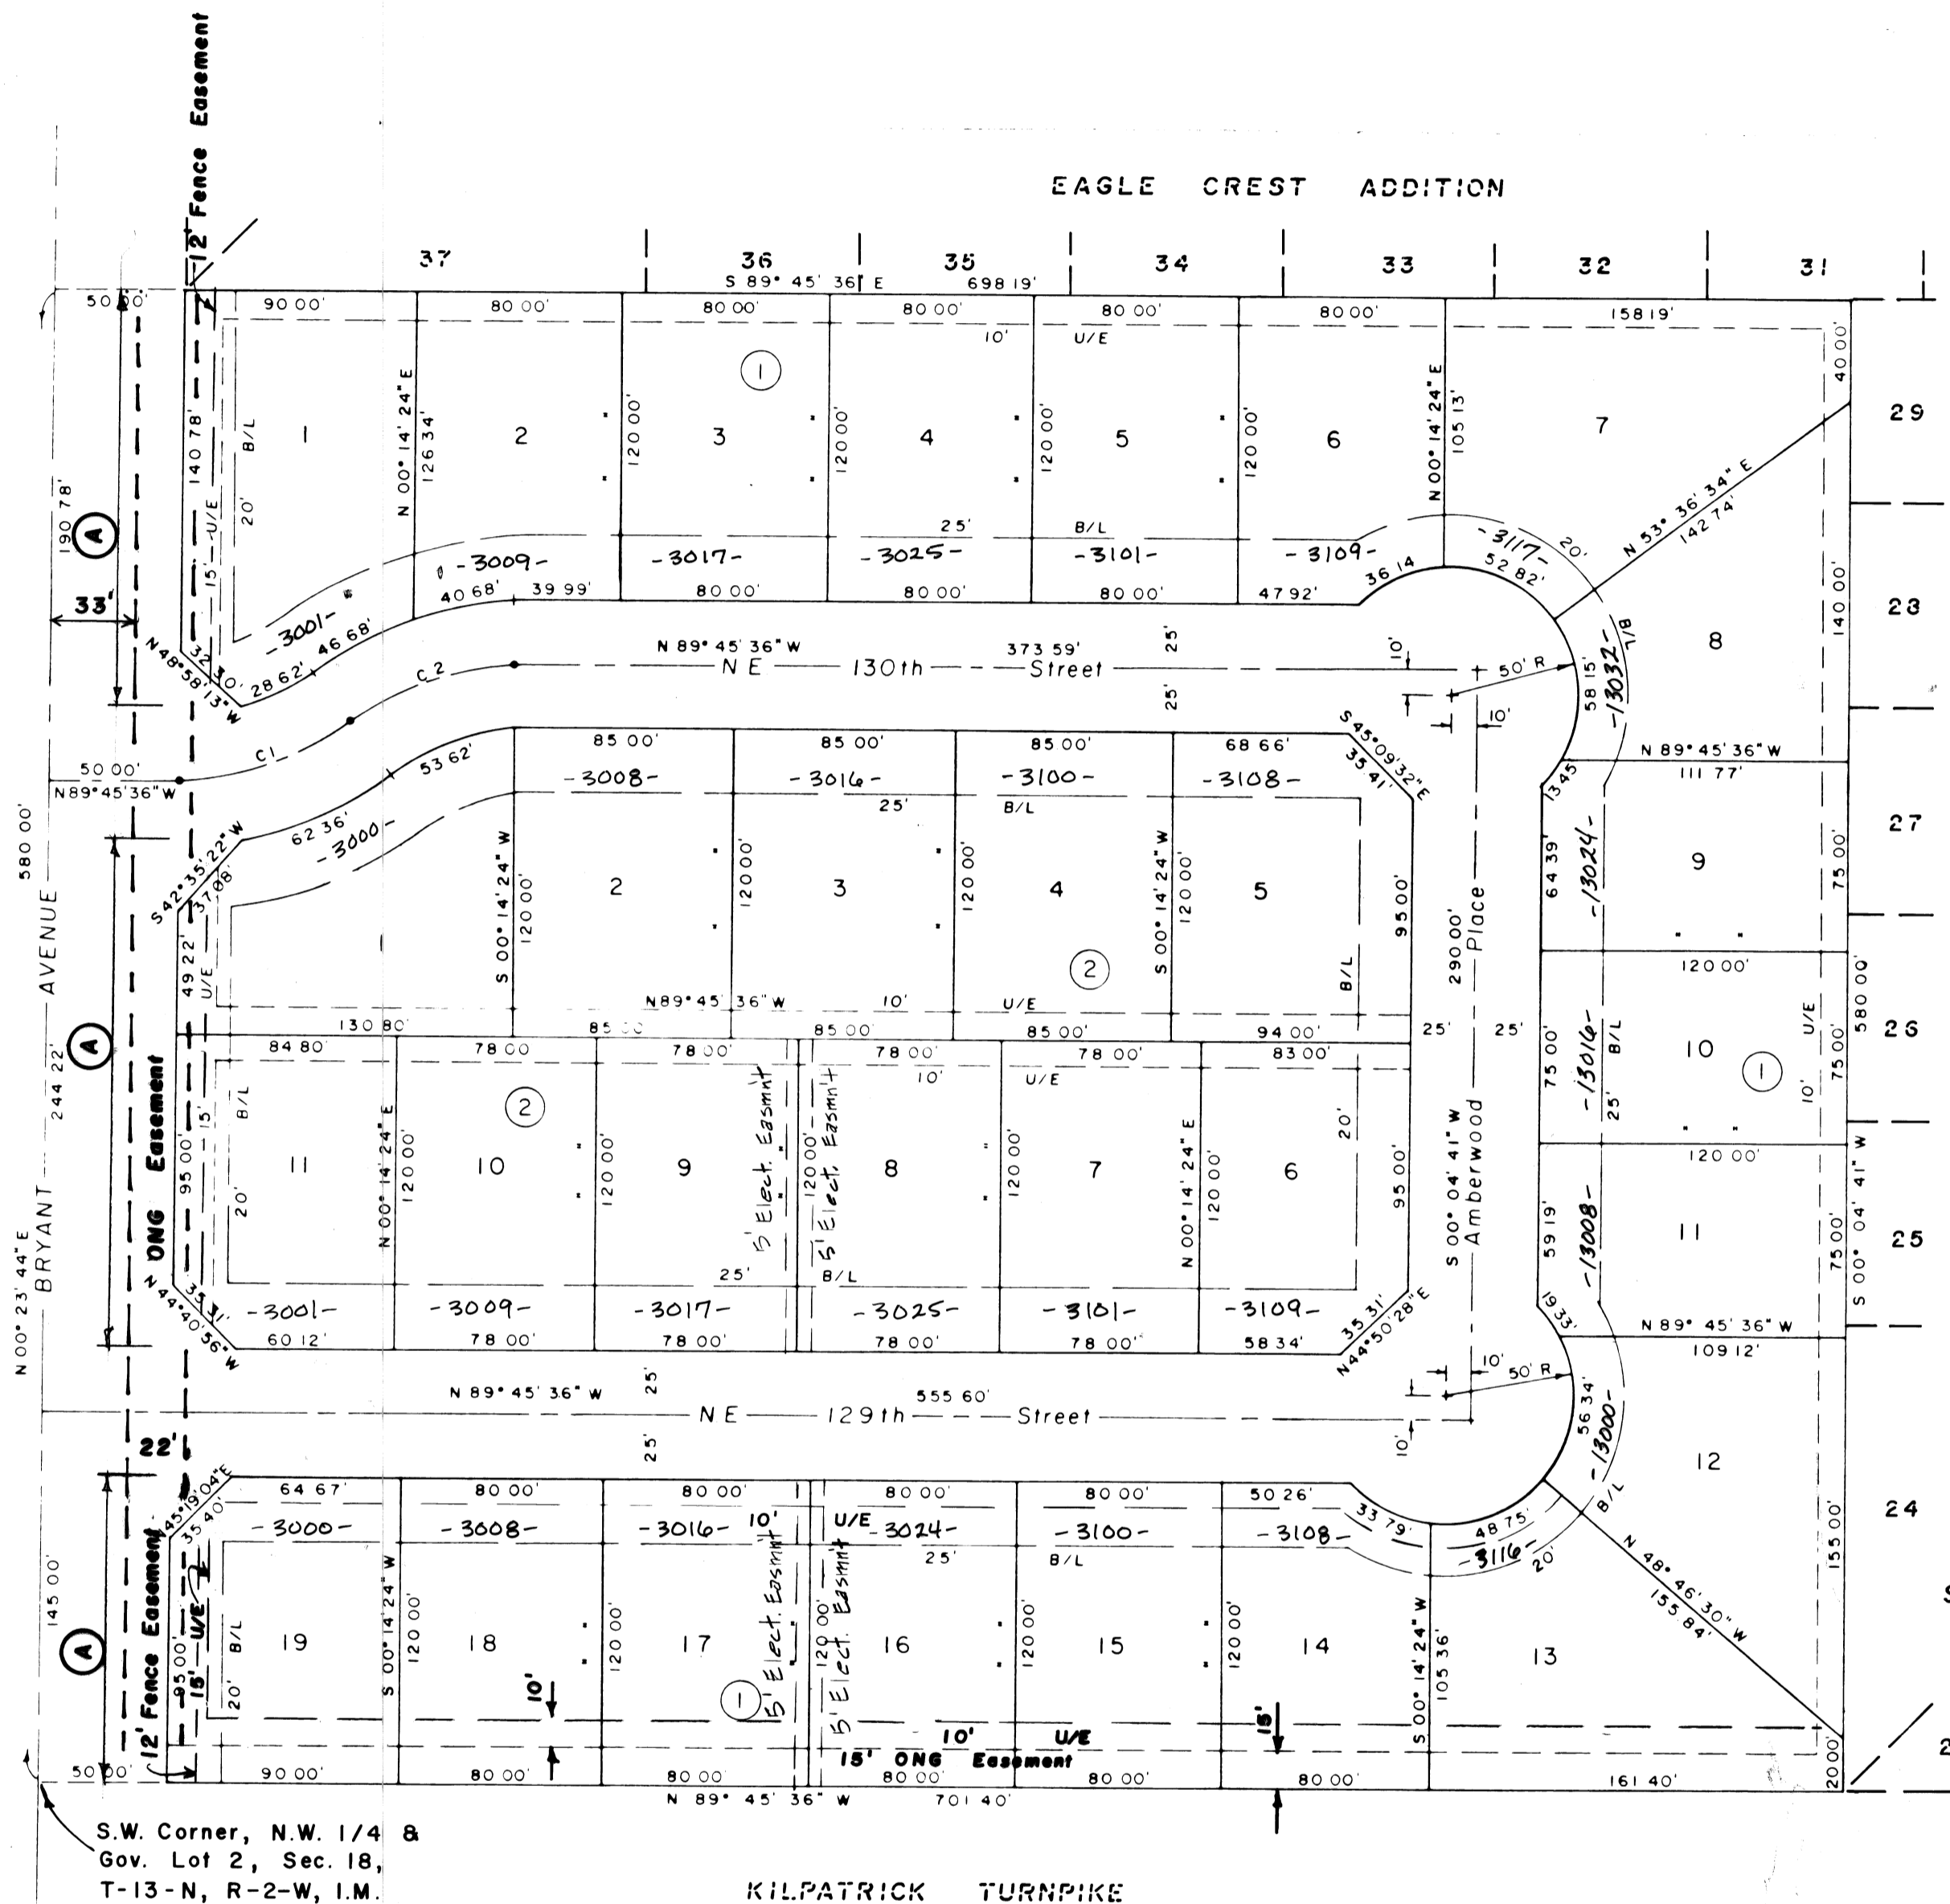 12' Fence Easement
EAGLE CREST ADDITION
37 36 35 34 33 32 31
S 89° 45' 36" E 698 19'
90 00' 80 00' 80 00' 80 00' 80 00' 80 00' 158 19'
10' U/E
40 00'
1
N 00° 14' 24" E
126 34'
120 00'
120 00'
120 00'
120 00'
N 00° 14' 24" E
105 13'
140 78'
B/L
20'
15' U/E
1 2 3 4 5 6 7
29
190 78'
A
33'
N 53° 36' 34" E
142 74'
25' B/L
-3001- -3009- -3017- -3025- -3101- -3109- -3117-
20'
40 68' 39 99' 80 00' 80 00' 80 00' 47 92' 36 14 52 82'
46 68'
28 62'
N 48° 58' 13" W
32 30'
140 00'
23
8
B/L
-13032-
58 15'
N 89° 45' 36" W 373 59'
NE 130th Street
25'
25'
10'
50' R
10'
C 2
C 1
50 00'
N 89° 45' 36" W
N 89° 45' 36" W
111 77'
13 45'
53 62'
62 36'
85 00' 85 00' 85 00' 68 66'
S 45° 09' 32" E
35 41'
-3000- -3008- -3016- -3100- -3108-
25' B/L
S 42° 35' 22" W
37 08'
27
64 39'
-13024-
9
75 00'
580 00'
BRYANT AVENUE
N 00° 23' 44" E
244 22'
A
ONG Easement
49 22'
U/E
S 00° 14' 24" W
120 00'
120 00'
120 00'
S 00° 14' 24" W
120 00'
1 2 3 4 5
2
B/L
95 00'
290 00'
Amberwood Place
S 00° 04' 41" W
25' 25'
120 00'
N 89° 45' 36" W 10' U/E
130 80' 85 00' 85 00' 85 00' 94 00'
84 80' 78 00 78 00' 78 00' 78 00' 83 00'
10' U/E
75 00'
-13016-
25' B/L
10
1
10' U/E
75 00'
580 00'
26
2
95 00'
15'
B/L
20'
N 00° 14' 24" E
120 00'
120 00'
5' Elect. Easmn't
120 00'
5' Elect. Easmn't
120 00'
N 00° 14' 24" E
120 00'
20'
95 00'
11 10 9 8 7 6
120 00'
59 19'
-13008-
11
75 00'
S 00° 04' 41" W
25
25' B/L
N 44° 40' 56" W
35 31'
-3001- -3009- -3017- -3025- -3101- -3109-
60 12' 78 00' 78 00' 78 00' 78 00' 58 34'
35 31'
N 44° 50' 28" E
19 33'
N 89° 45' 36" W
109 12'
10'
50' R
10'
56 34'
-13000-
B/L
N 89° 45' 36" W 555 60'
NE 129th Street
25'
25'
22'
12
24
155 00'
N 45° 19' 04" E
35 40'
64 67' 80 00' 80 00' 80 00' 80 00' 50 26' 33 79' 48 75'
10' U/E
-3000- -3008- -3016- -3024- -3100- -3108- -3116-
20'
25' B/L
N 48° 46' 30" W
155 84'
145 00'
A
12' Fence Easement
95 00'
15' U/E
20' B/L
S 00° 14' 24" W
120 00'
120 00'
5' Elect. Easmn't
120 00'
5' Elect. Easmn't
120 00'
120 00'
S 00° 14' 24" W
105 36'
19 18 17 16 15 14 13
1
10'
15'
10' U/E
15' ONG Easement
20 00'
50 00' 90 00' 80 00' 80 00' 80 00' 80 00' 80 00' 161 40'
N 89° 45' 36" W 701 40'
S.W. Corner, N.W. 1/4 &
Gov. Lot 2, Sec. 18,
T-13-N, R-2-W, I.M.
KILPATRICK TURNPIKE